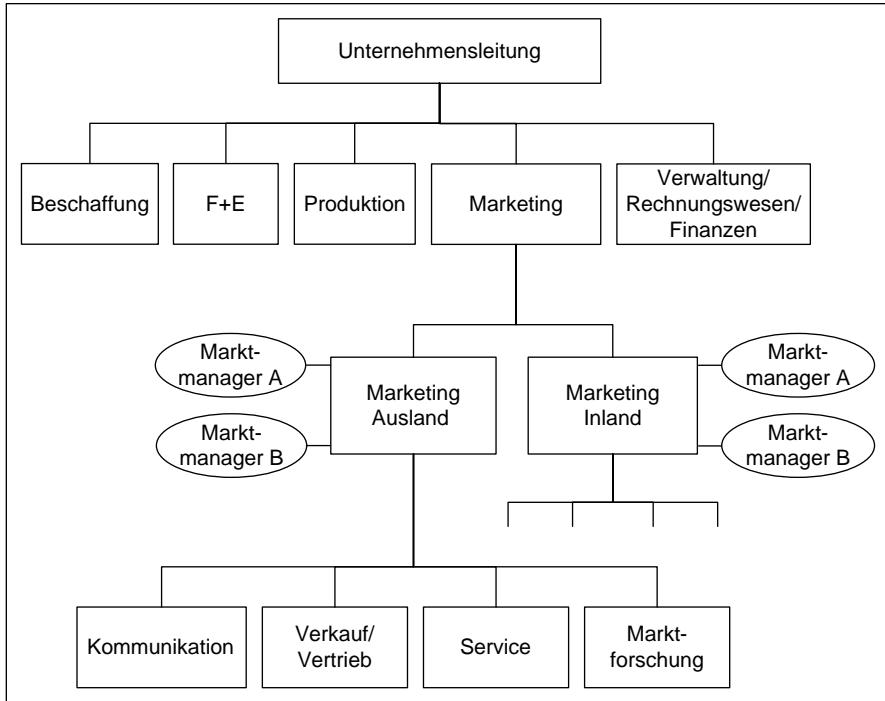 Unternehmensleitung
Beschaffung
F+E
Produktion
Marketing
Verwaltung/
Rechnungswesen/
Finanzen
Markt-
manager A
Markt-
manager B
Marketing
Ausland
Marketing
Inland
Markt-
manager A
Markt-
manager B
Kommunikation
Verkauf/
Vertrieb
Service
Markt-
forschung